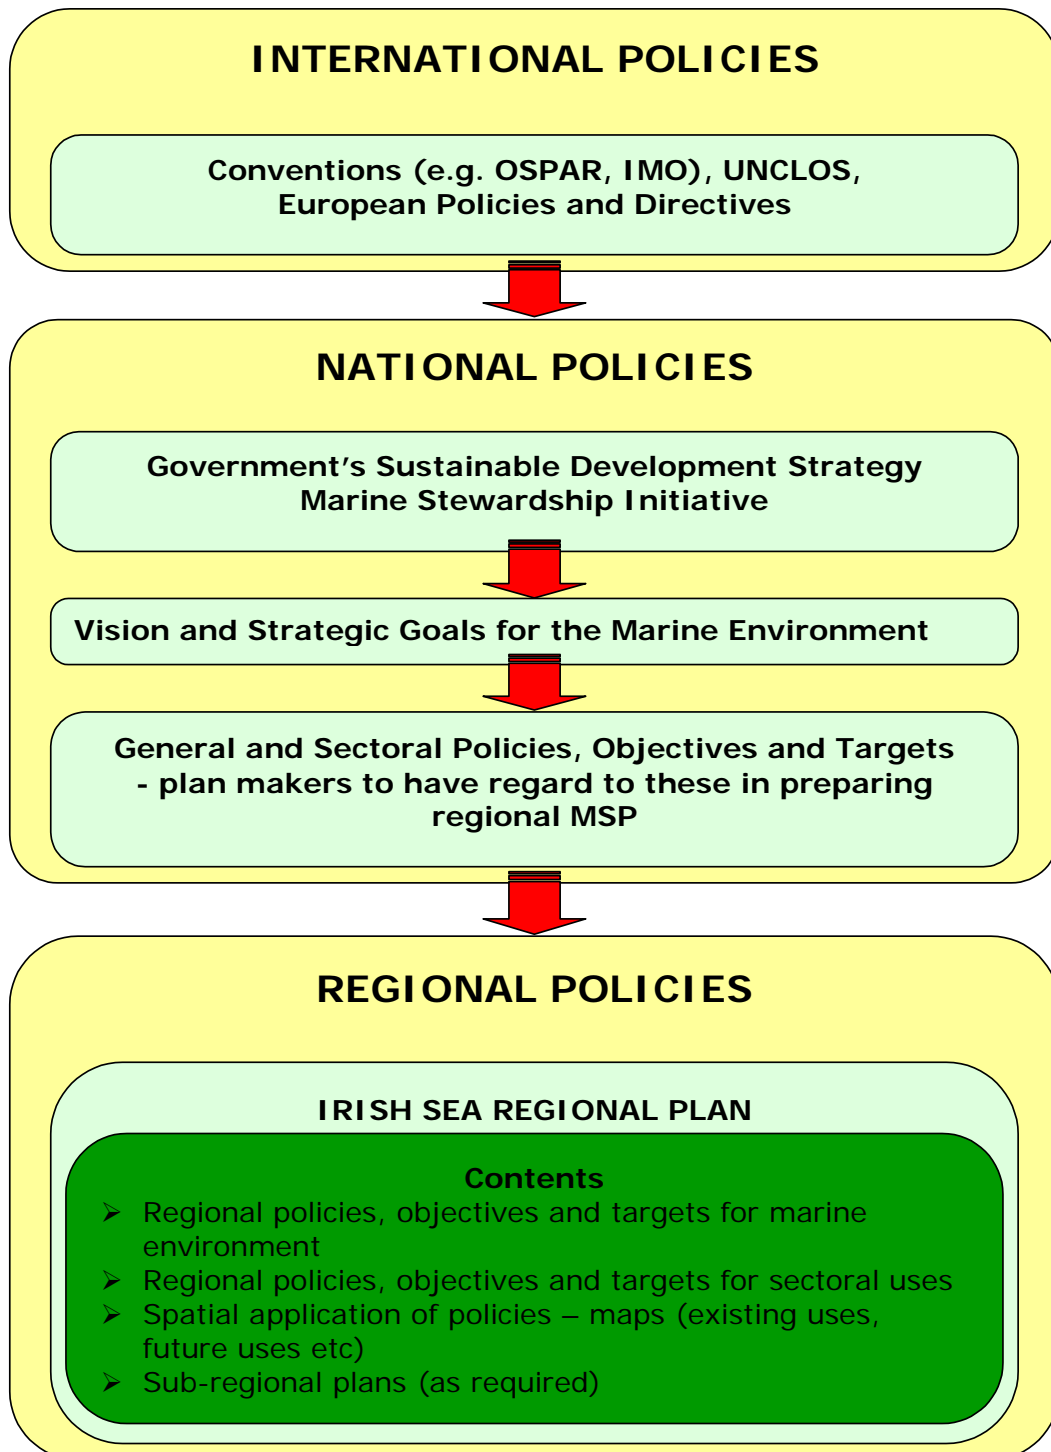 INTERNATIONAL POLICIES
Conventions (e.g. OSPAR, IMO), UNCLOS,
European Policies and Directives
NATIONAL POLICIES
Government's Sustainable Development Strategy
Marine Stewardship Initiative
Vision and Strategic Goals for the Marine Environment
General and Sectoral Policies, Objectives and Targets
- plan makers to have regard to these in preparing
regional MSP
REGIONAL POLICIES
IRISH SEA REGIONAL PLAN
Contents
➢ Regional policies, objectives and targets for marine
environment
➢ Regional policies, objectives and targets for sectoral uses
➢ Spatial application of policies – maps (existing uses,
future uses etc)
➢ Sub-regional plans (as required)